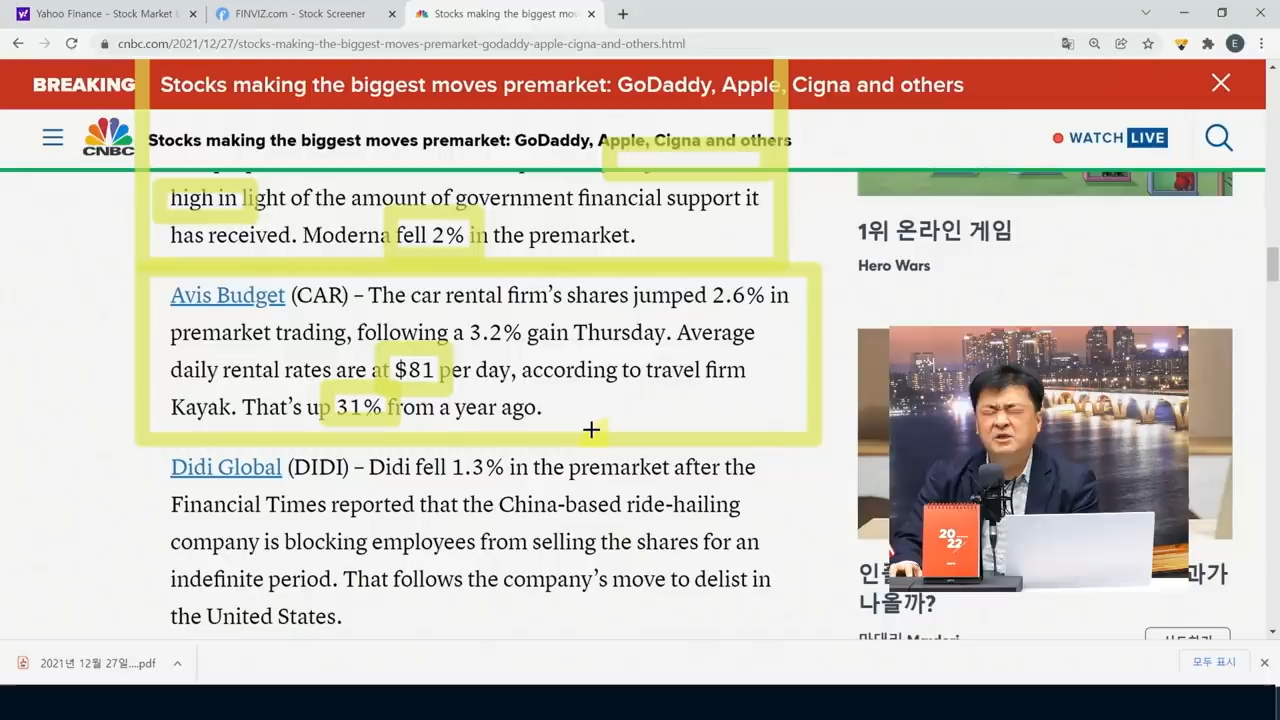 Yahoo Finance - Stock Market L
FINVIZ.com - Stock Screener
Stocks making the biggest mov
cnbc.com/2021/12/27/stocks-making-the-biggest-moves-premarket-godaddy-apple-cigna-and-others.html
E
BREAKING
Stocks making the biggest moves premarket: GoDaddy, Apple, Cigna and others
CNBC
Stocks making the biggest moves premarket: GoDaddy, Apple, Cigna and others
WATCH LIVE
high in light of the amount of government financial support it
has received. Moderna fell 2% in the premarket.
Avis Budget (CAR) – The car rental firm’s shares jumped 2.6% in
premarket trading, following a 3.2% gain Thursday. Average
daily rental rates are at $81 per day, according to travel firm
Kayak. That’s up 31% from a year ago.
Didi Global (DIDI) – Didi fell 1.3% in the premarket after the
Financial Times reported that the China-based ride-hailing
company is blocking employees from selling the shares for an
indefinite period. That follows the company’s move to delist in
the United States.
1위 온라인 게임
Hero Wars
20
22
과가
나올까?
2021년 12월 27일....pdf
모두 표시